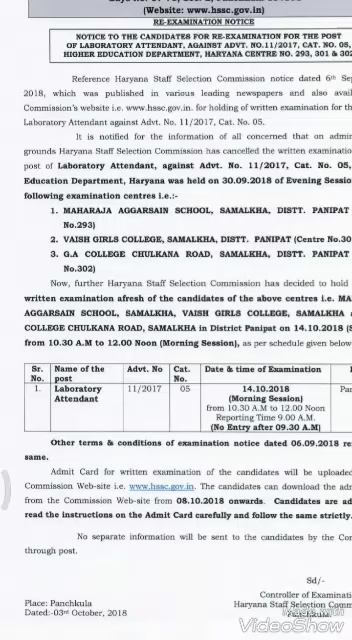 (Website: www.hssc.gov.in)
RE-EXAMINATION NOTICE
NOTICE TO THE CANDIDATES FOR RE-EXAMINATION FOR THE POST
OF LABORATORY ATTENDANT, AGAINST ADVT. NO.11/2017, CAT. NO. 05,
HIGHER EDUCATION DEPARTMENT, HARYANA CENTRE NO. 293, 301 & 302
Reference Haryana Staff Selection Commission notice dated 6th Sep
2018, which was published in various leading newspapers and also avail
Commission's website i.e. www.hssc.gov.in. for holding of written examination for th
Laboratory Attendant against Advt. No. 11/2017, Cat. No. 05.
It is notified for the information of all concerned that on admin
grounds Haryana Staff Selection Commission has cancelled the written examinatio
post of Laboratory Attendant, against Advt. No. 11/2017, Cat. No. 05,
Education Department, Haryana was held on 30.09.2018 of Evening Sessio
following examination centres i.e.:-
1. MAHARAJA AGGARSAIN SCHOOL, SAMALKHA, DISTT. PANIPAT
No.293)
2. VAISH GIRLS COLLEGE, SAMALKHA, DISTT. PANIPAT (Centre No.30
3. G.A COLLEGE CHULKANA ROAD, SAMALKHA, DISTT. PANIPAT
No.302)
Now, further Haryana Staff Selection Commission has decided to hold
written examination afresh of the candidates of the above centres i.e. MA
AGGARSAIN SCHOOL, SAMALKHA, VAISH GIRLS COLLEGE, SAMALKHA
COLLEGE CHULKANA ROAD, SAMALKHA in District Panipat on 14.10.2018 (S
from 10.30 A.M to 12.00 Noon (Morning Session), as per schedule given below
Sr. No. Name of the post Advt. No Cat. No. Date & time of Examination
1. Laboratory Attendant 11/2017 05 14.10.2018 Pan
(Morning Session)
from 10.30 A.M to 12.00 Noon
Reporting Time 9.00 A.M.
(No Entry after 09.30 A.M)
Other terms & conditions of examination notice dated 06.09.2018 re
same.
Admit Card for written examination of the candidates will be uploaded
Commission Web-site i.e. www.hssc.gov.in. The candidates can download the adm
from the Commission Web-site from 08.10.2018 onwards. Candidates are ad
read the instructions on the Admit Card carefully and follow the same strictly.
No separate information will be sent to the candidates by the Com
through post.
Sd/-
Controller of Examinati
Place: Panchkula Haryana Staff Selection Comm
Dated:-03rd October, 2018
VideoShow